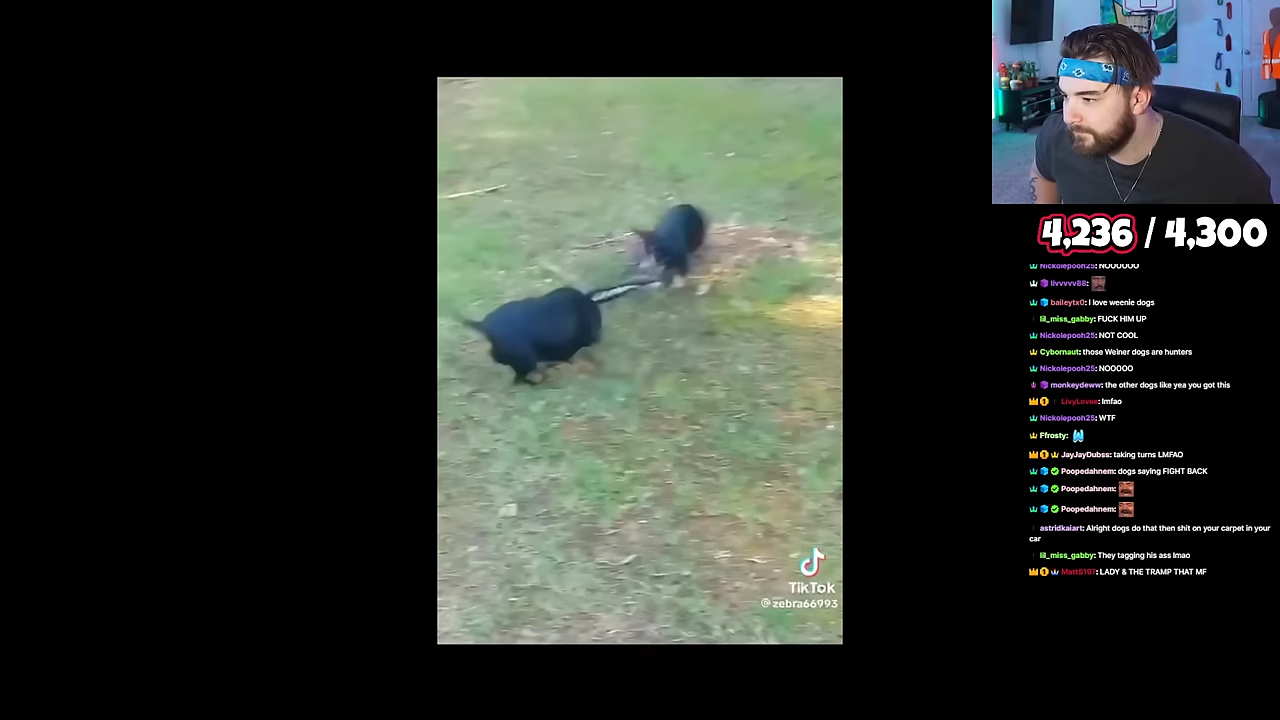 TikTok
@zebra66993
4,236 / 4,300
Nickolepooh25: NOOOOOO
livvvvv88:
baileytx0: I love weenie dogs
lil_miss_gabby: FUCK HIM UP
Nickolepooh25: NOT COOL
Cybornaut: those Weiner dogs are hunters
Nickolepooh25: NOOOOO
monkeydeww: the other dogs like yea you got this
LivyLovee: lmfao
Nickolepooh25: WTF
Ffrosty:
JayJayDubss: taking turns LMFAO
Poopedahnem: dogs saying FIGHT BACK
Poopedahnem:
Poopedahnem:
astridkaiart: Alright dogs do that then shit on your carpet in your
car
lil_miss_gabby: They tagging his ass lmao
MattS197: LADY & THE TRAMP THAT MF